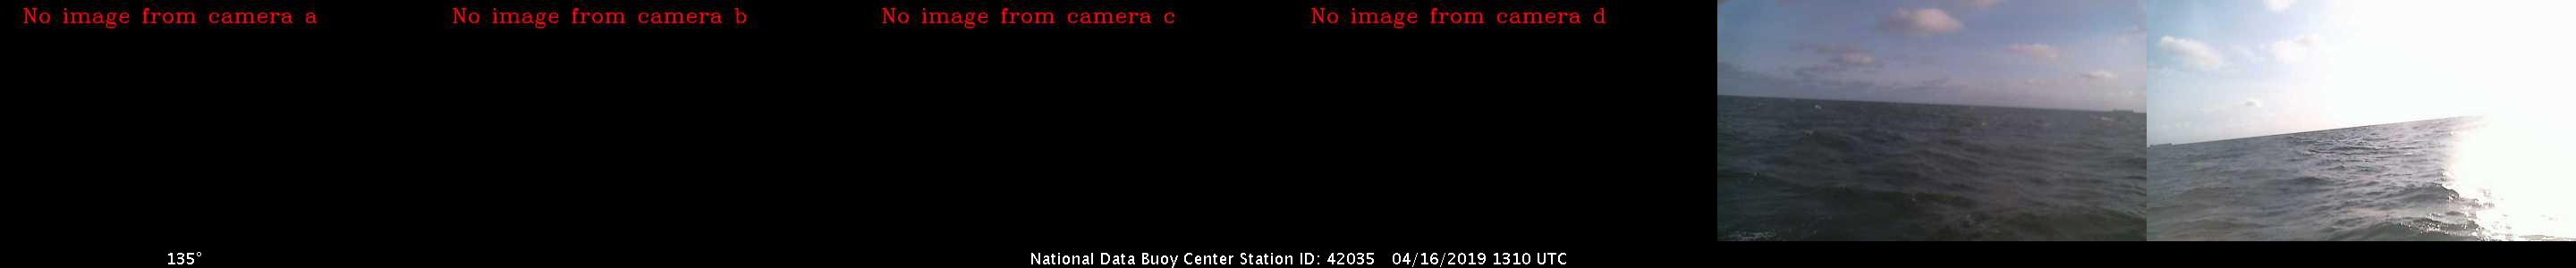 No image from camera a
No image from camera b
No image from camera c
No image from camera d
135°
National Data Buoy Center Station ID: 42035 04/16/2019 1310 UTC